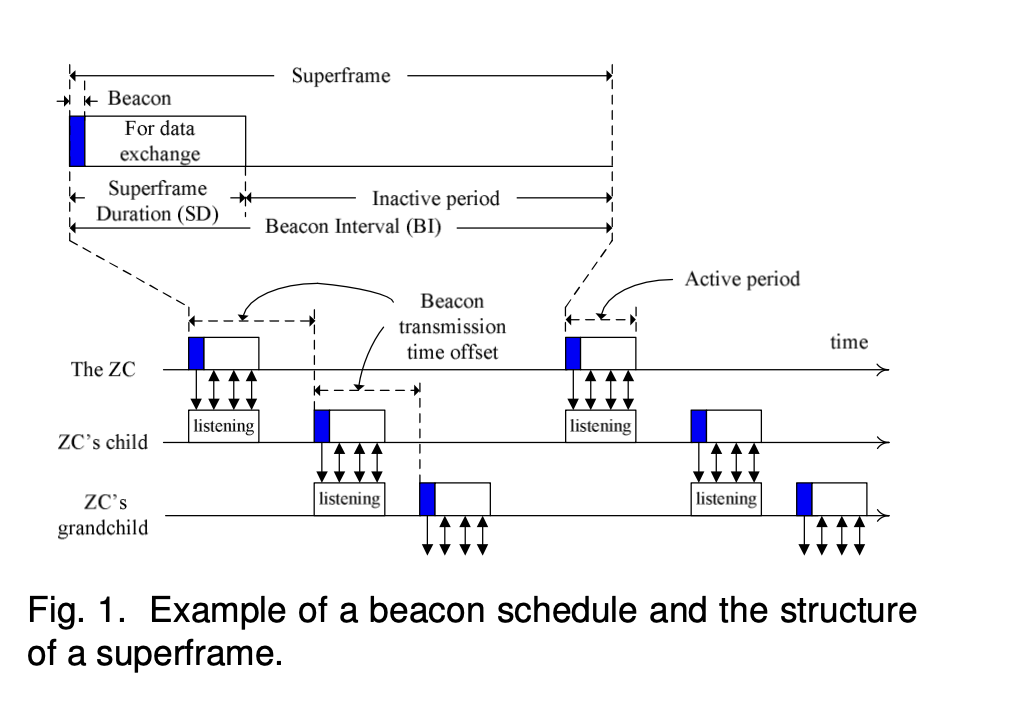 Superframe
Beacon
For data
exchange
Superframe
Duration (SD)
Inactive period
Beacon Interval (BI)
Active period
Beacon
transmission
time offset
time
The ZC
listening
listening
ZC's child
listening
listening
ZC's
grandchild
Fig. 1. Example of a beacon schedule and the structure
of a superframe.